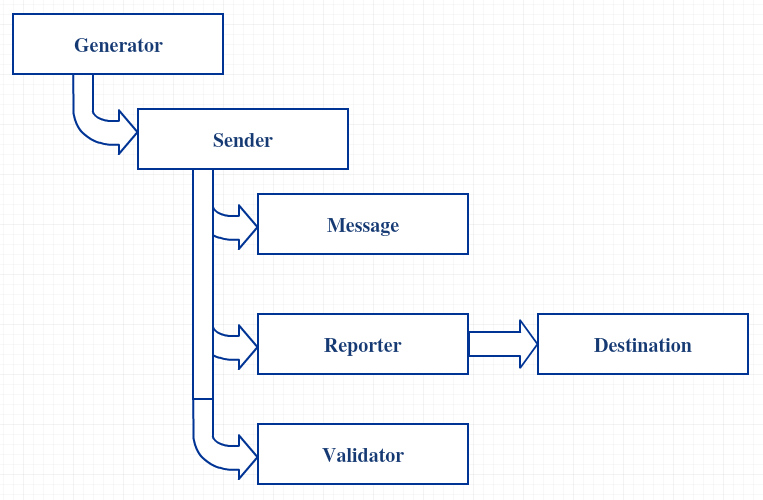 Generator
Sender
Message
Reporter
Destination
Validator